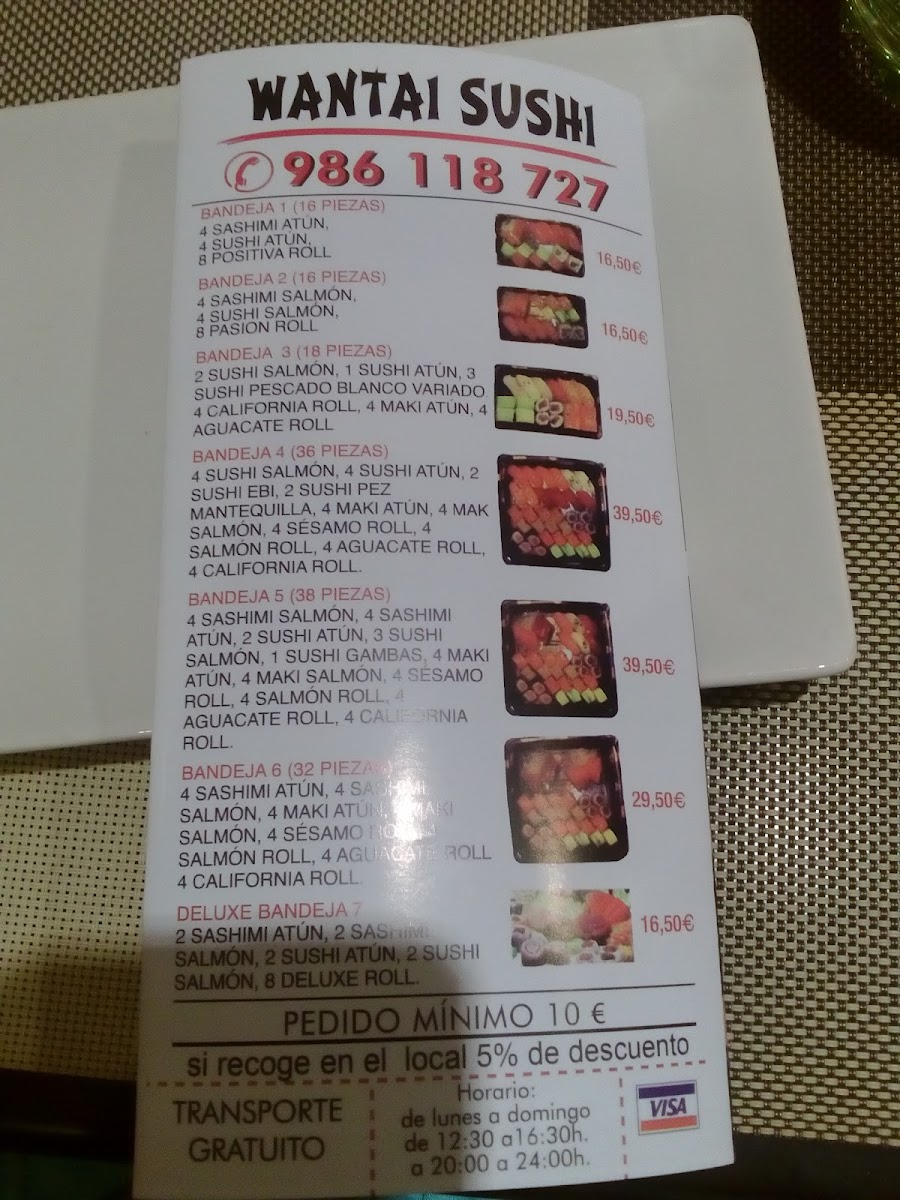 WANTAI SUSHI
986 118 727
BANDEJA 1 (16 PIEZAS)
4 SASHIMI ATÚN,
4 SUSHI ATÚN,
8 POSITIVA ROLL
16,50€
BANDEJA 2 (16 PIEZAS)
4 SASHIMI SALMÓN,
4 SUSHI SALMÓN,
8 PASION ROLL
16,50€
BANDEJA 3 (18 PIEZAS)
2 SUSHI SALMÓN, 1 SUSHI ATÚN, 3
SUSHI PESCADO BLANCO VARIADO
4 CALIFORNIA ROLL, 4 MAKI ATÚN, 4
AGUACATE ROLL
19,50€
BANDEJA 4 (36 PIEZAS)
4 SUSHI SALMÓN, 4 SUSHI ATÚN, 2
SUSHI EBI, 2 SUSHI PEZ
MANTEQUILLA, 4 MAKI ATÚN, 4 MAK
SALMÓN, 4 SÉSAMO ROLL, 4
SALMÓN ROLL, 4 AGUACATE ROLL,
4 CALIFORNIA ROLL.
39,50€
BANDEJA 5 (38 PIEZAS)
4 SASHIMI SALMÓN, 4 SASHIMI
ATÚN, 2 SUSHI ATÚN, 3 SUSHI
SALMÓN, 1 SUSHI GAMBAS, 4 MAKI
ATÚN, 4 MAKI SALMÓN, 4 SÉSAMO
ROLL, 4 SALMÓN ROLL, 4
AGUACATE ROLL, 4 CALIFORNIA
ROLL.
39,50€
BANDEJA 6 (32 PIEZAS)
4 SASHIMI ATÚN, 4 SASHIMI
SALMÓN, 4 MAKI ATÚN, MAKI
SALMÓN, 4 SÉSAMO ROLL,
SALMÓN ROLL, 4 AGUACATE ROLL
4 CALIFORNIA ROLL.
29,50€
DELUXE BANDEJA 7
2 SASHIMI ATÚN, 2 SASHIMI
SALMÓN, 2 SUSHI ATÚN, 2 SUSHI
SALMÓN, 8 DELUXE ROLL.
16,50€
PEDIDO MÍNIMO 10 €
si recoge en el local 5% de descuento
TRANSPORTE
GRATUITO
Horario:
de lunes a domingo
de 12:30 a16:30h.
a 20:00 a 24:00h.
VISA